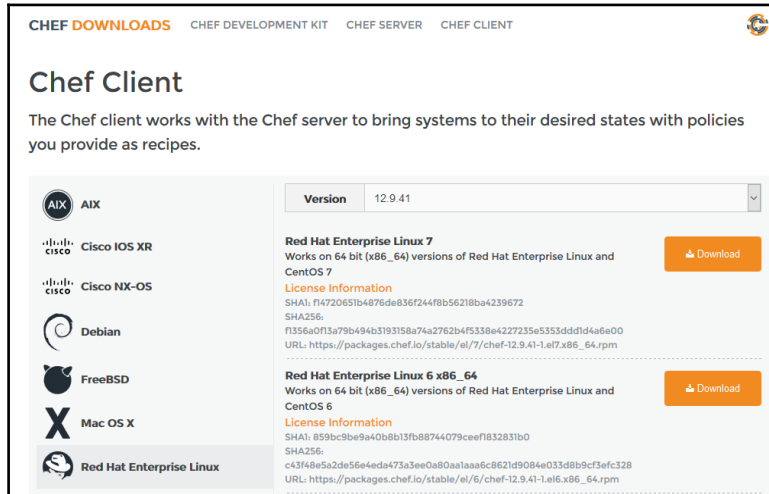 CHEF DOWNLOADS CHEF DEVELOPMENT KIT CHEF SERVER CHEF CLIENT
Chef Client
The Chef client works with the Chef server to bring systems to their desired states with policies
you provide as recipes.
Version 12.9.41
AIX AIX
CISCO Cisco IOS XR
CISCO Cisco NX-OS
Debian
FreeBSD
Mac OS X
Red Hat Enterprise Linux
Red Hat Enterprise Linux 7
Works on 64 bit (x86_64) versions of Red Hat Enterprise Linux and
CentOS 7
License Information
SHA1: f14720651b4876de836f244f8b56218ba4239672
SHA256:
f1356a0f13a79b494b3193158a74a2762b4f5338e4227235e5353ddd1d4a6e00
URL: https://packages.chef.io/stable/el/7/chef-12.9.41-1.el7.x86_64.rpm
Download
Red Hat Enterprise Linux 6 x86_64
Works on 64 bit (x86_64) versions of Red Hat Enterprise Linux and
CentOS 6
License Information
SHA1: 859bc9be9a40b8b13fb88744079ceef1832831b0
SHA256:
c43f48e5a2de56e4eda473a3ee0a80aa1aaa6c8621d9084e033d8b9cf3efc328
URL: https://packages.chef.io/stable/el/6/chef-12.9.41-1.el6.x86_64.rpm
Download